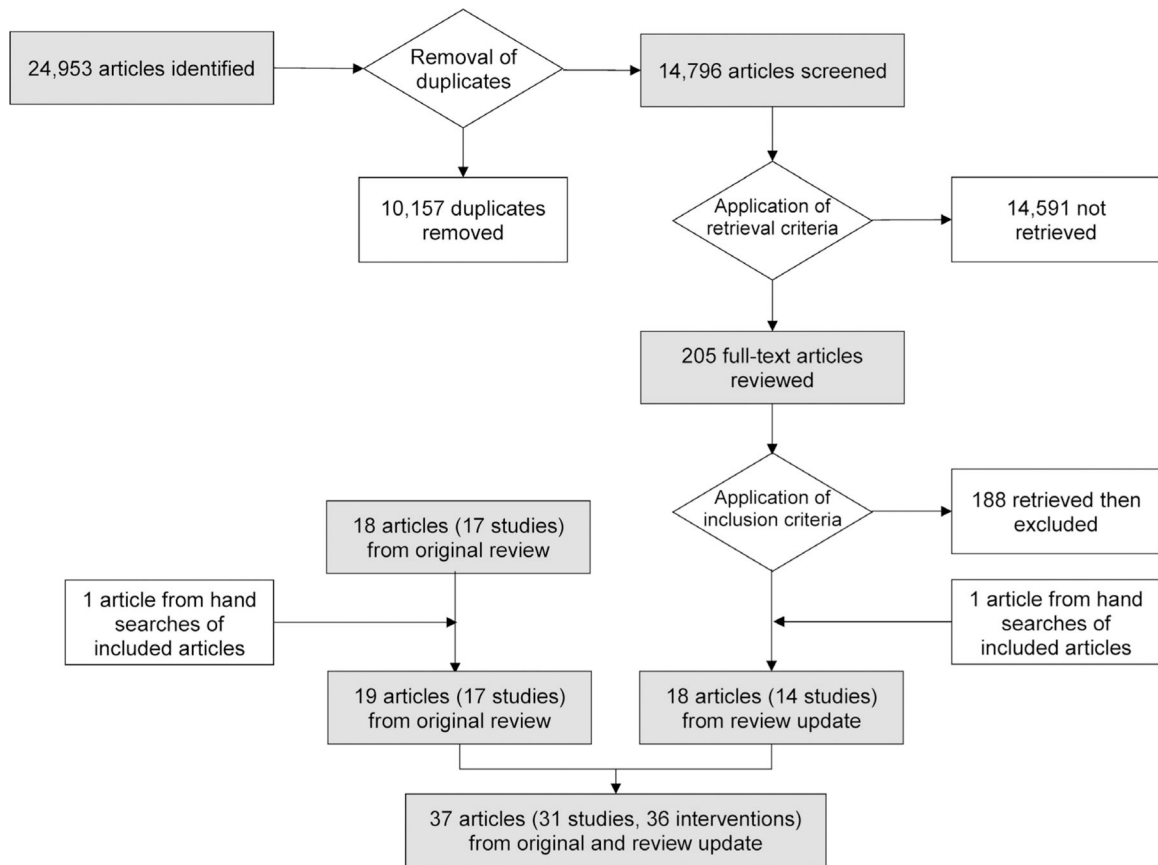 24,953 articles identified
Removal of
duplicates
14,796 articles screened
10,157 duplicates
removed
Application of
retrieval criteria
14,591 not
retrieved
205 full-text articles
reviewed
Application of
inclusion criteria
188 retrieved then
excluded
18 articles (17 studies)
from original review
1 article from hand
searches of
included articles
1 article from hand
searches of
included articles
19 articles (17 studies)
from original review
18 articles (14 studies)
from review update
37 articles (31 studies, 36 interventions)
from original and review update